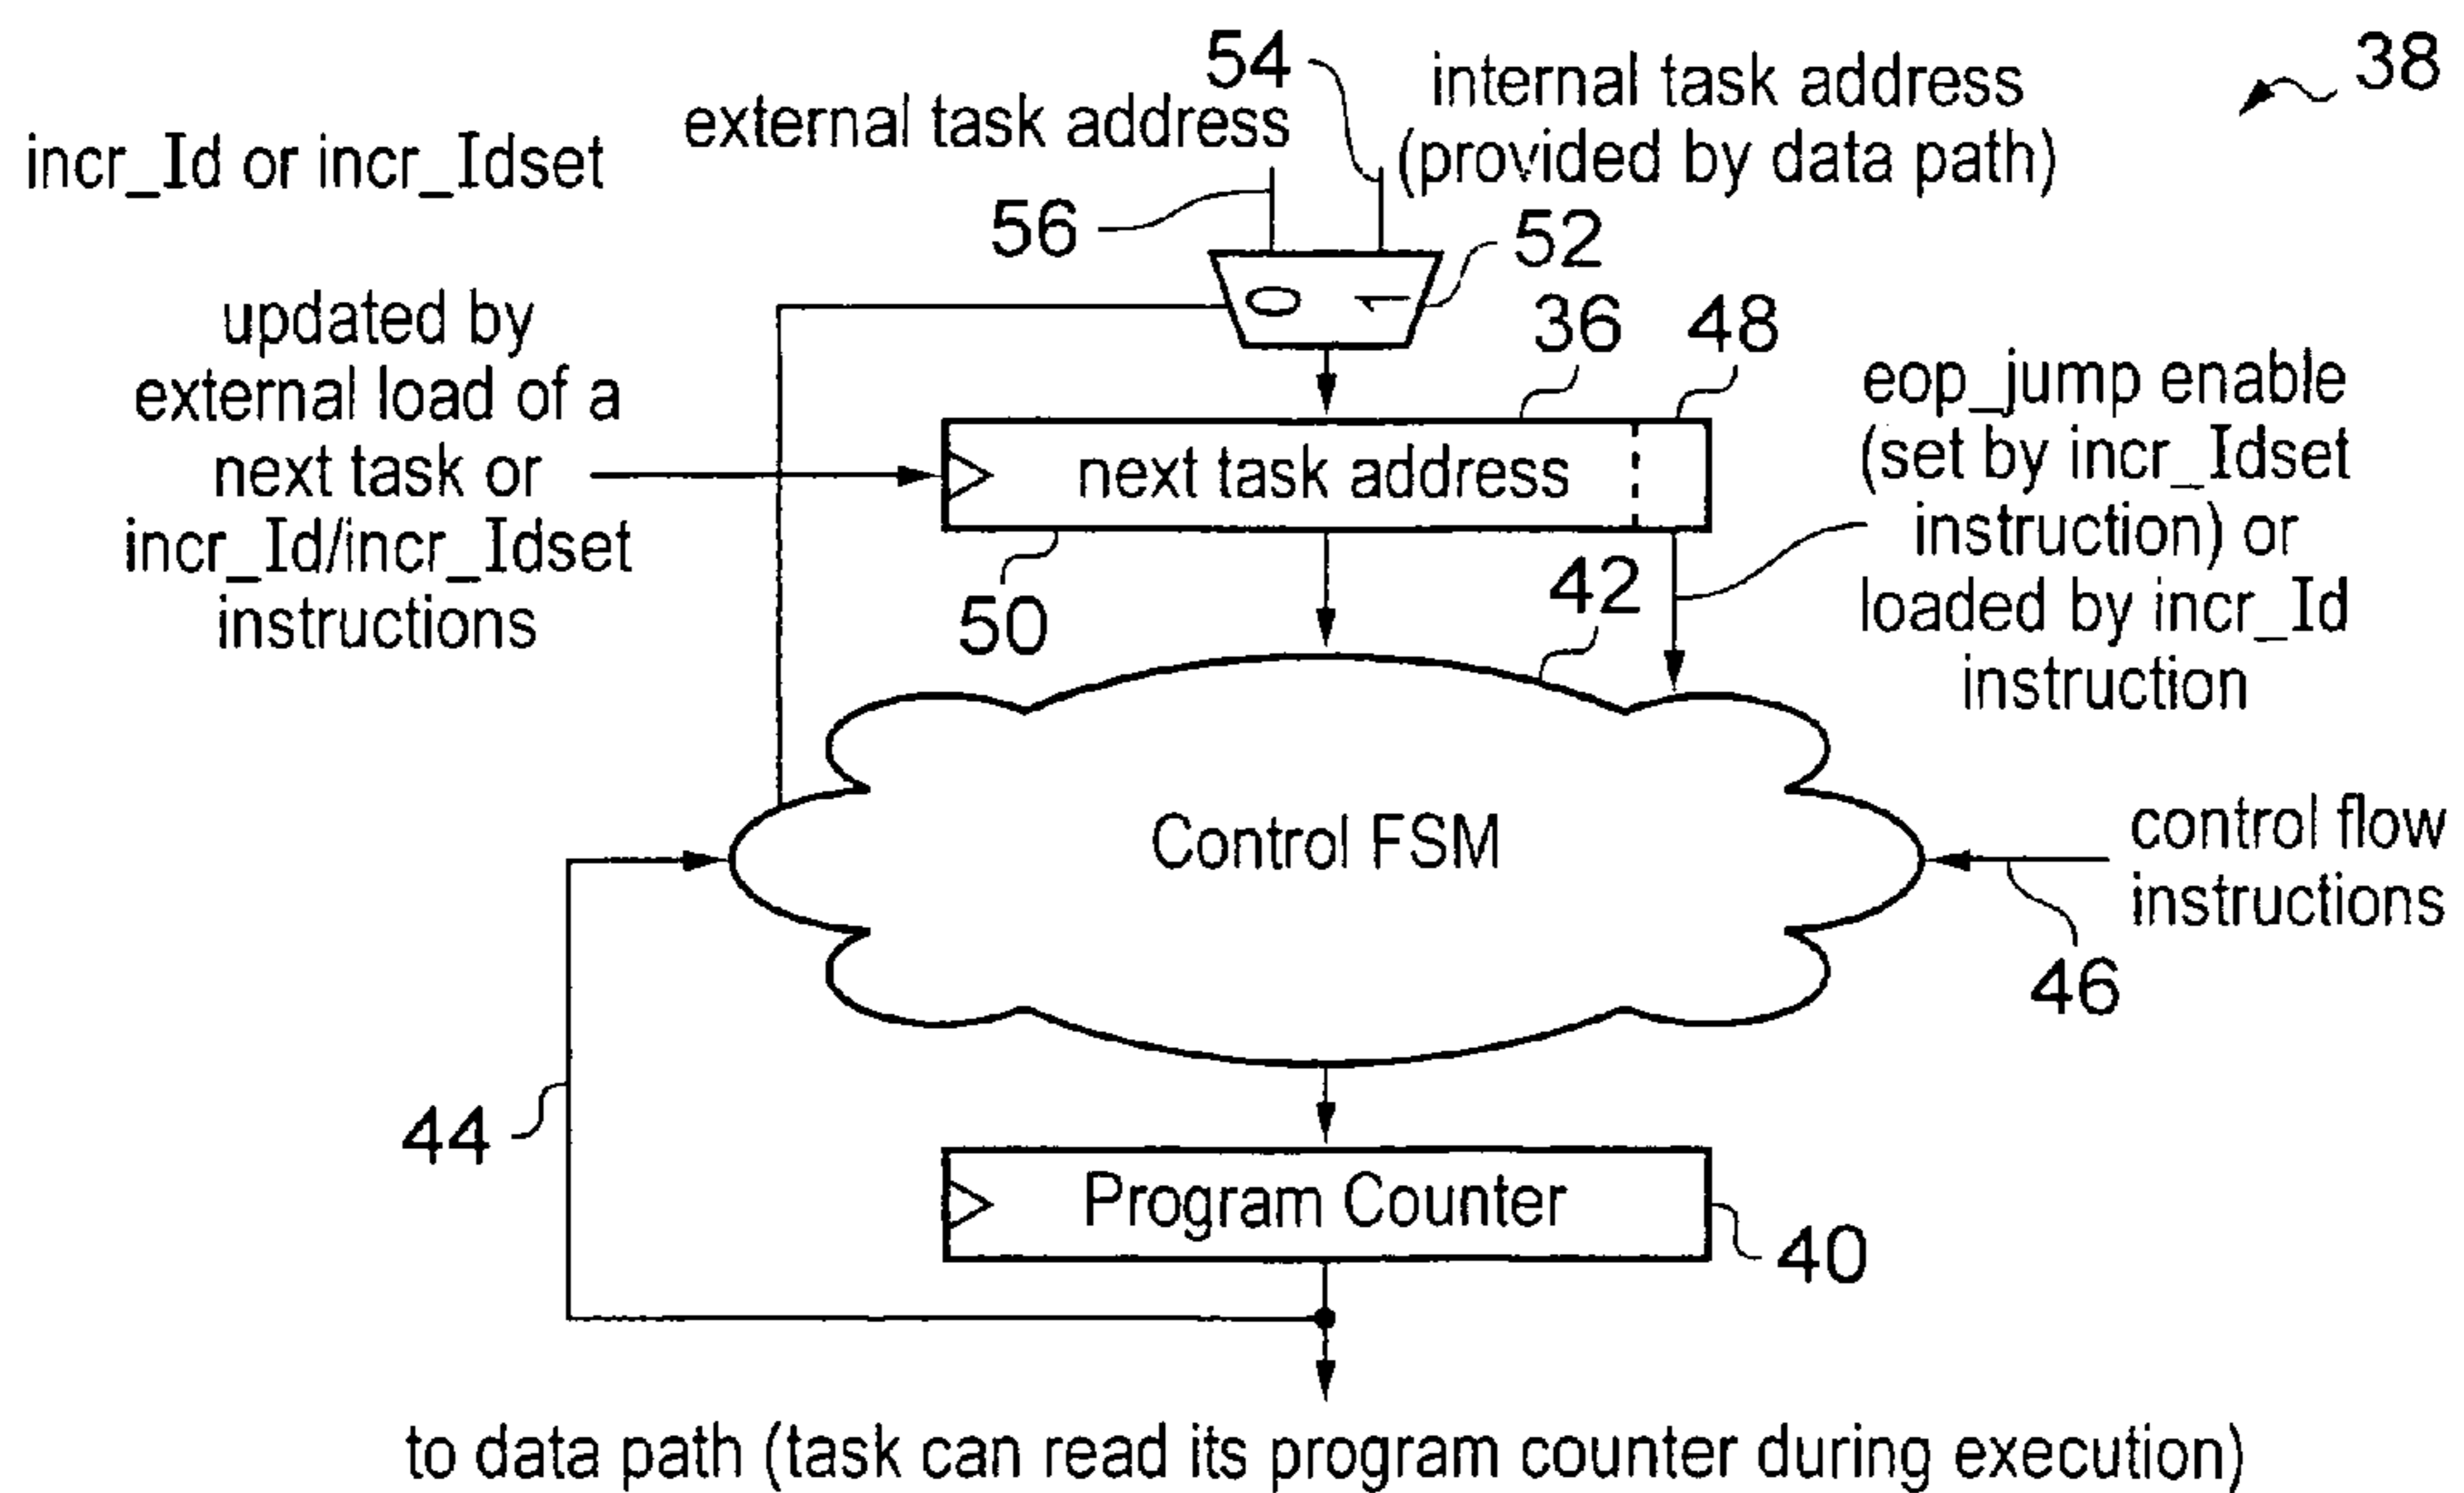 38
54
internal task address
(provided by data path)
external task address
incr_Id or incr_Idset
56
52
0 1
36
48
updated by
external load of a
next task or
incr_Id/incr_Idset
instructions
next task address
eop_jump enable
(set by incr_Idset
instruction) or
loaded by incr_Id
instruction
50
42
Control FSM
control flow
instructions
46
44
Program Counter
40
to data path (task can read its program counter during execution)